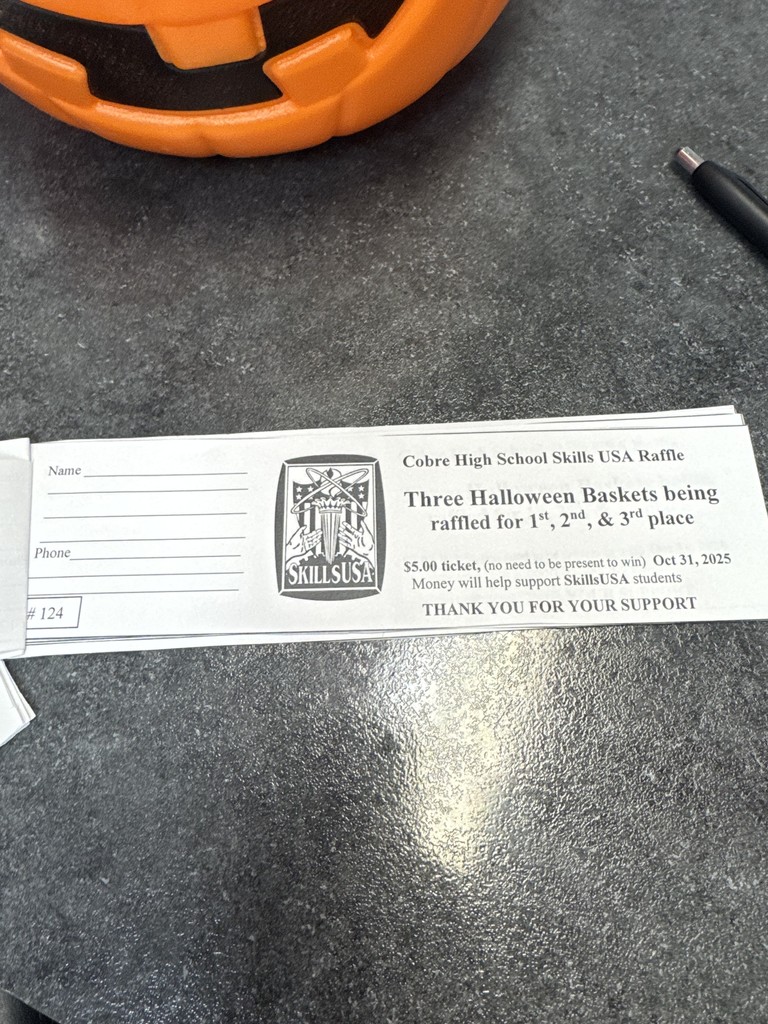 Name
Phone
# 124
SKILLSUSA
Cobre High School Skills USA Raffle
Three Halloween Baskets being
raffled for 1st, 2nd, & 3rd place
$5.00 ticket, (no need to be present to win) Oct 31, 2025
Money will help support SkillsUSA students
THANK YOU FOR YOUR SUPPORT